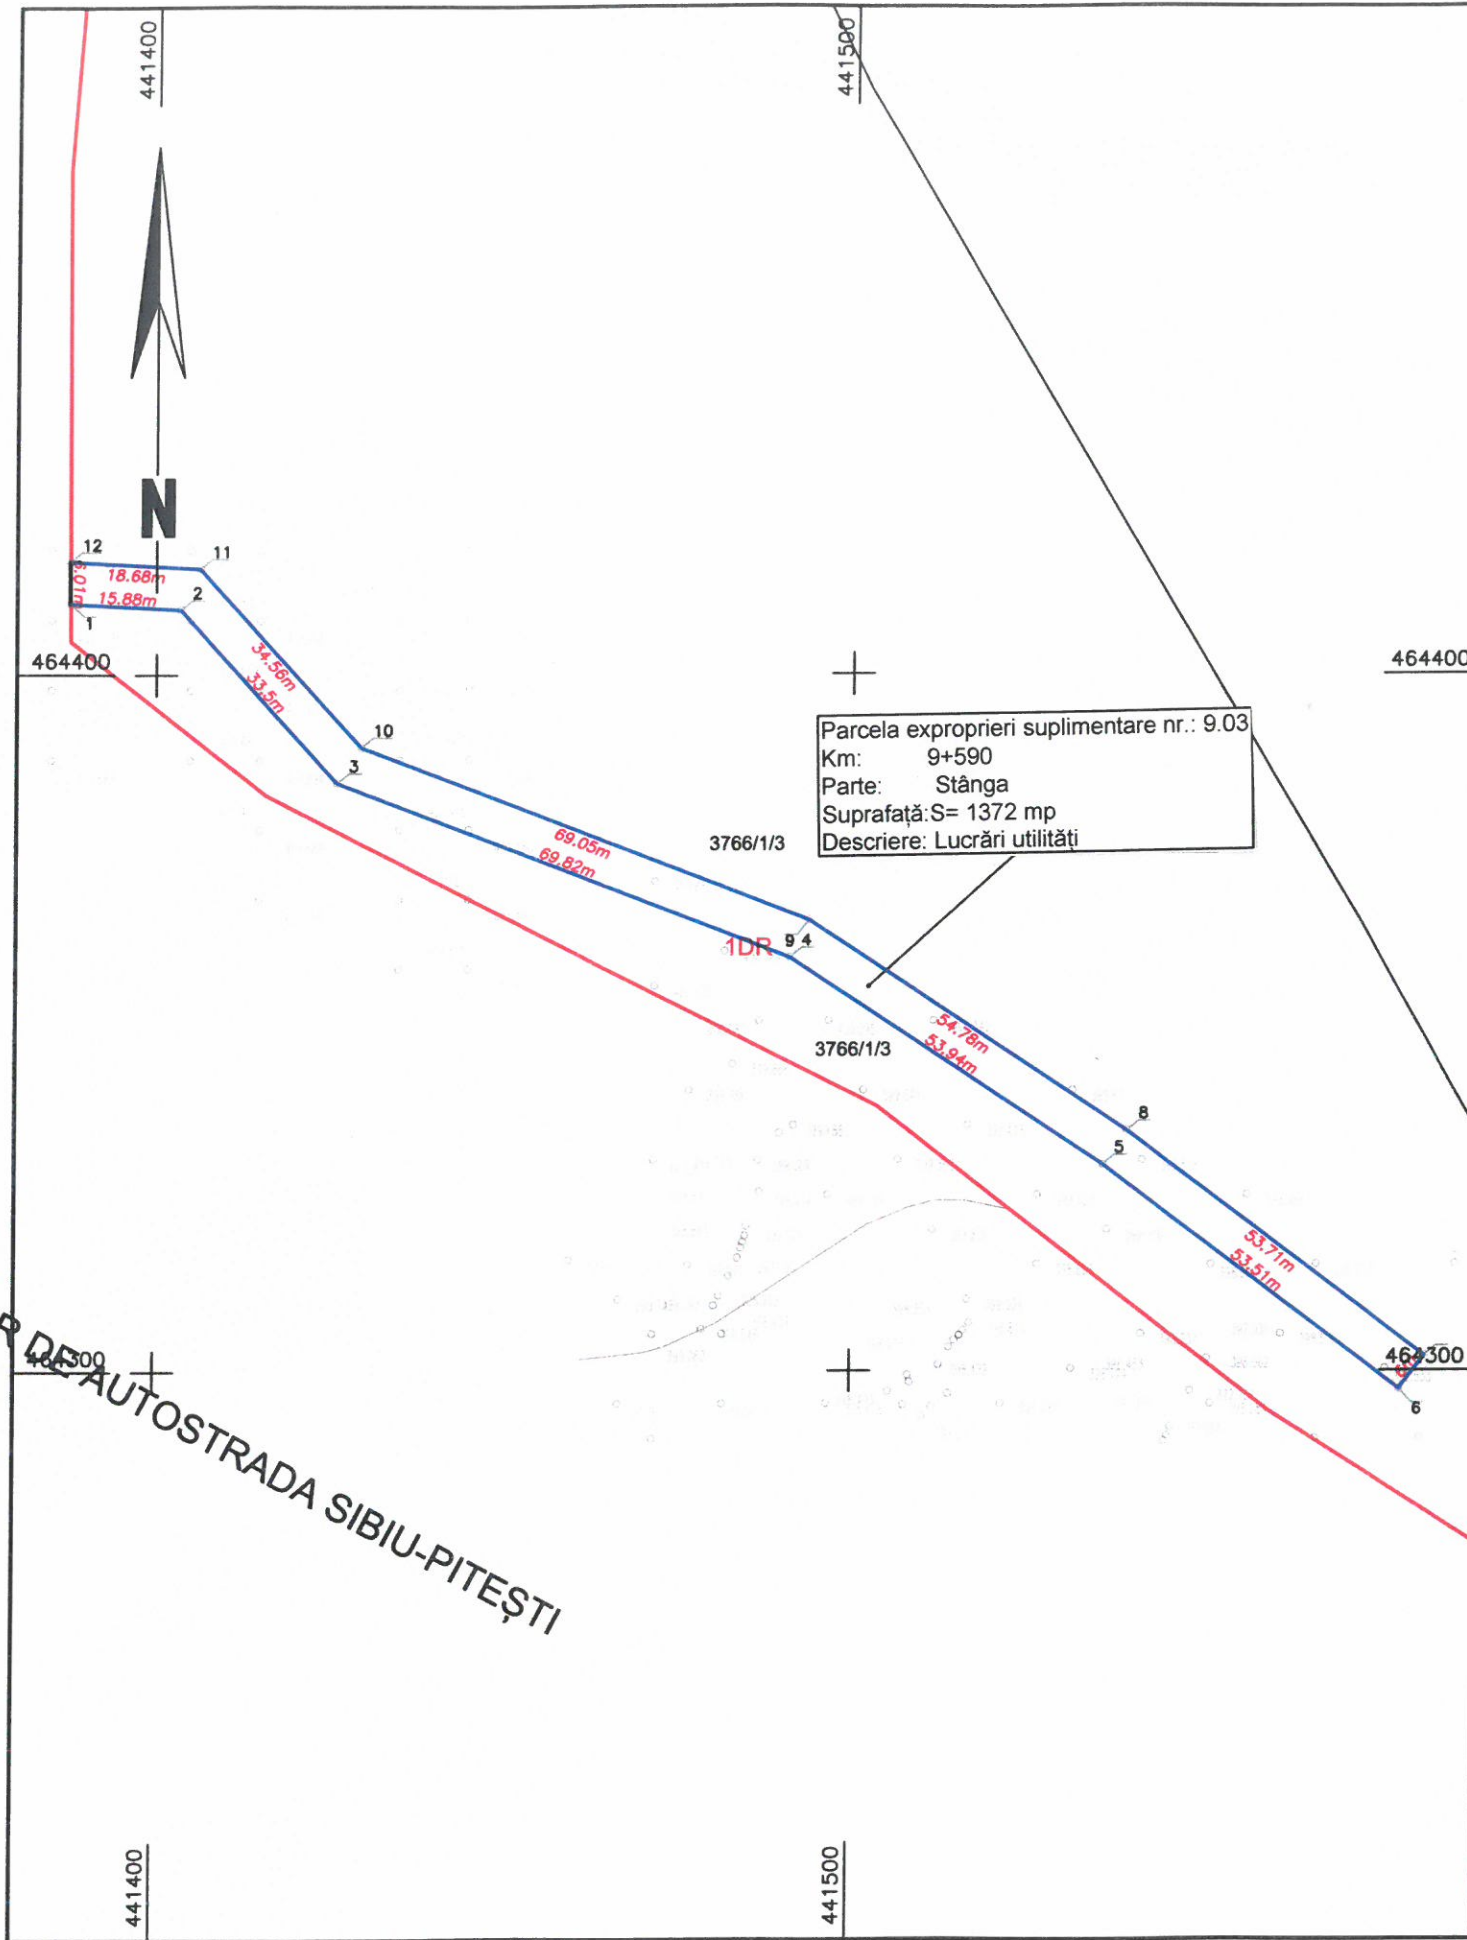 441400
441500
N
12
11
6.01m
18.68m
15.88m
2
1
464400
464400
34.56m
33.5m
10
3
Parcela exproprieri suplimentare nr.: 9.03
Km: 9+590
Parte: Stânga
Suprafață:S= 1372 mp
Descriere: Lucrări utilități
69.05m
69.82m
3766/1/3
1DR
9 4
54.78m
53.94m
3766/1/3
8
5
53.71m
53.51m
464300
464300
6
DE AUTOSTRADA SIBIU-PITEȘTI
441400
441500